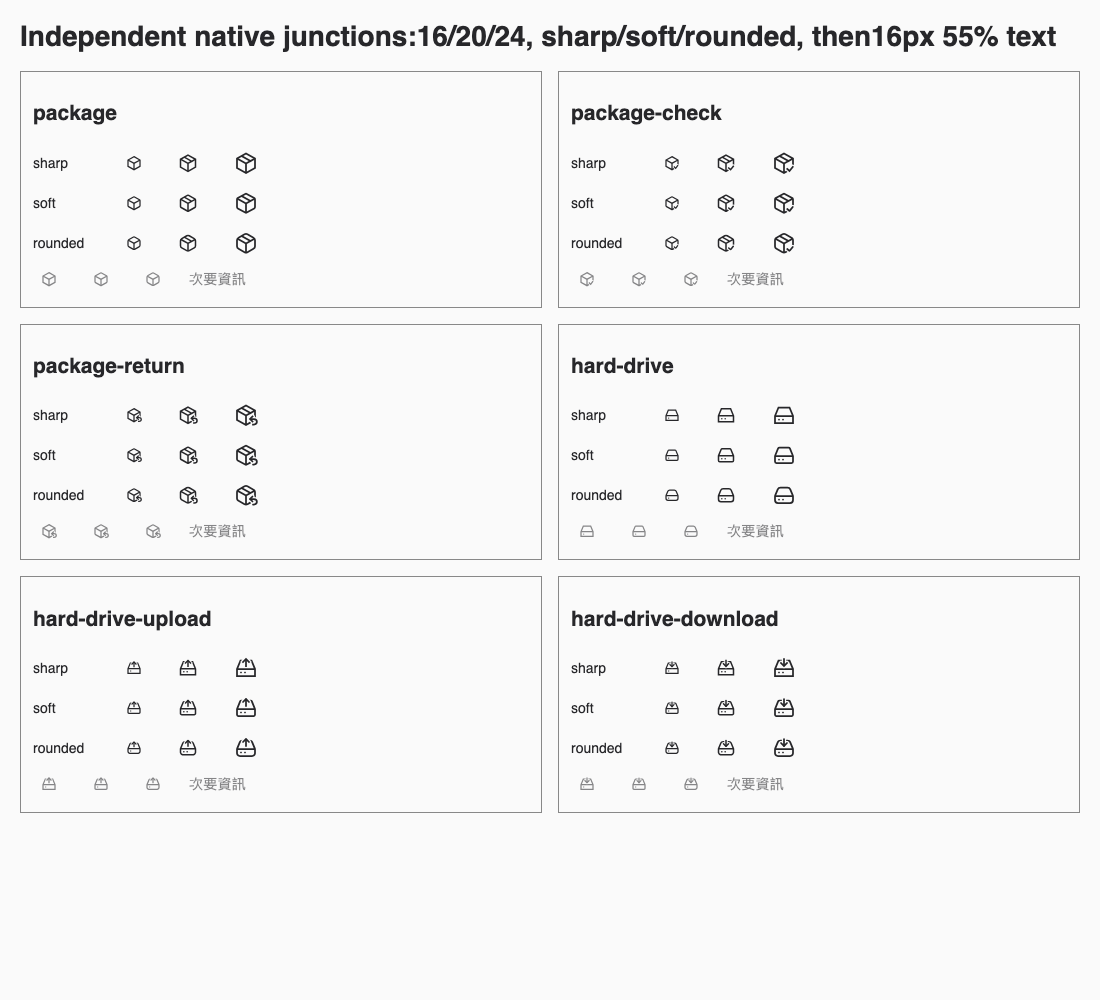 Independent native junctions:16/20/24, sharp/soft/rounded, then16px 55% text
package
sharp
soft
rounded
次要資訊
package-check
sharp
soft
rounded
次要資訊
package-return
sharp
soft
rounded
次要資訊
hard-drive
sharp
soft
rounded
次要資訊
hard-drive-upload
sharp
soft
rounded
次要資訊
hard-drive-download
sharp
soft
rounded
次要資訊